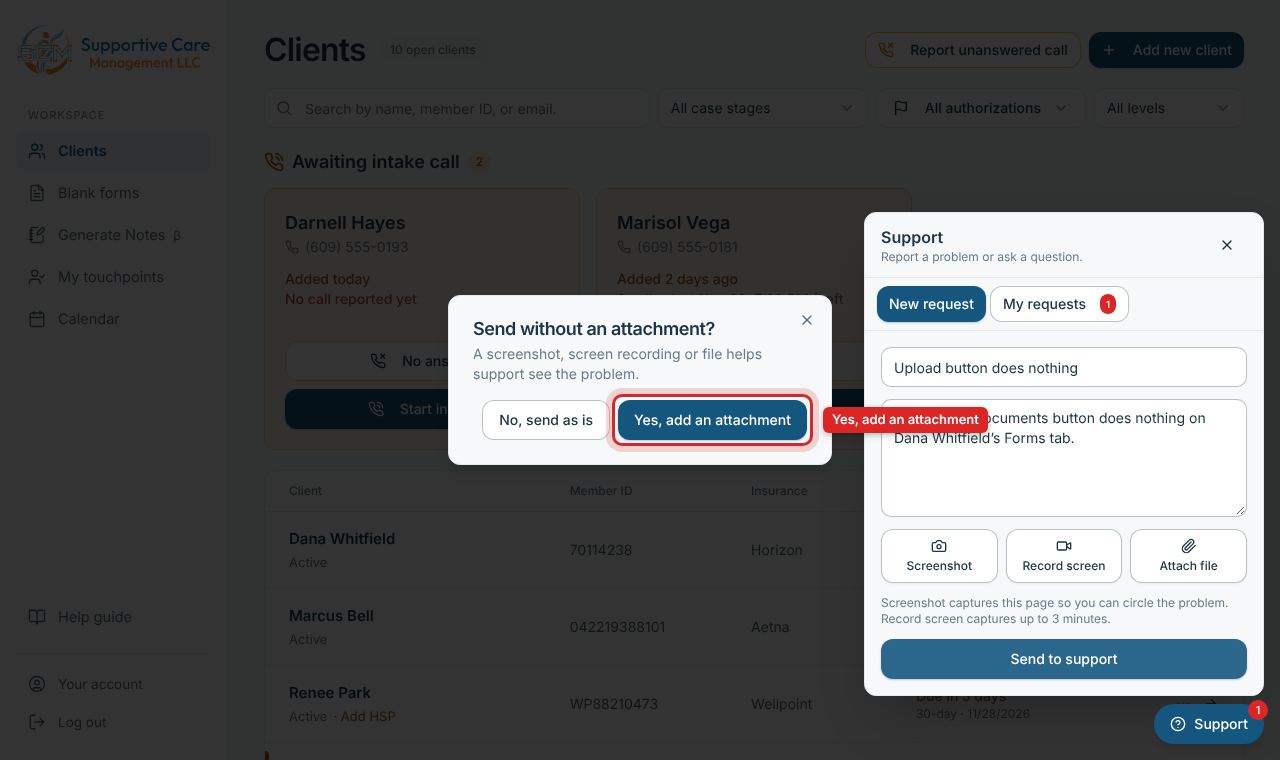 Supportive Care
Management LLC
WORKSPACE
Clients
Blank forms
Generate Notes β
My touchpoints
Calendar
Help guide
Your account
Log out
Clients
10 open clients
Report unanswered call
Add new client
Search by name, member ID, or email.
All case stages
All authorizations
All levels
Awaiting intake call
2
Darnell Hayes
(609) 555-0193
Added today
No call reported yet
Start in
Marisol Vega
(609) 555-0181
Added 2 days ago
Send without an attachment?
A screenshot, screen recording or file helps
support see the problem.
No, send as is
Yes, add an attachment
Yes, add an attachment
Client
Member ID
Insurance
Dana Whitfield
Active
70114238
Horizon
Marcus Bell
Active
042219388101
Aetna
Renee Park
Active · Add HSP
WP88210473
Wellpoint
Due in 5 days
30-day · 11/28/2026
Support
Report a problem or ask a question.
New request
My requests
1
Upload button does nothing
ocuments button does nothing on
Dana Whitfield's Forms tab.
Screenshot
Record screen
Attach file
Screenshot captures this page so you can circle the problem.
Record screen captures up to 3 minutes.
Send to support
Support
1